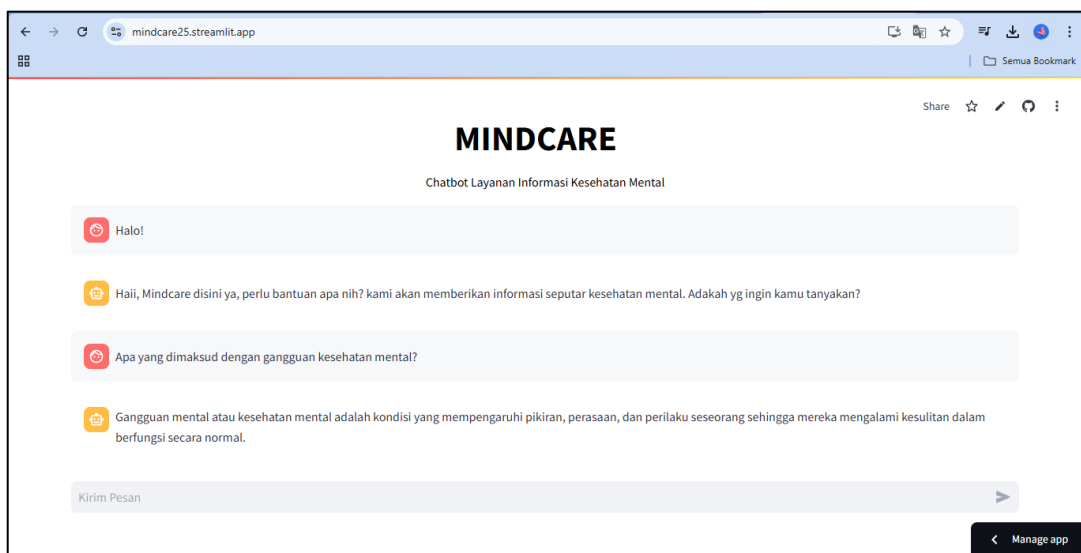 mindcare25.streamlit.app
Semua Bookmark
Share
MINDCARE
Chatbot Layanan Informasi Kesehatan Mental
Halo!
Haii, Mindcare disini ya, perlu bantuan apa nih? kami akan memberikan informasi seputar kesehatan mental. Adakah yg ingin kamu tanyakan?
Apa yang dimaksud dengan gangguan kesehatan mental?
Gangguan mental atau kesehatan mental adalah kondisi yang mempengaruhi pikiran, perasaan, dan perilaku seseorang sehingga mereka mengalami kesulitan dalam
berfungsi secara normal.
Kirim Pesan
Manage app